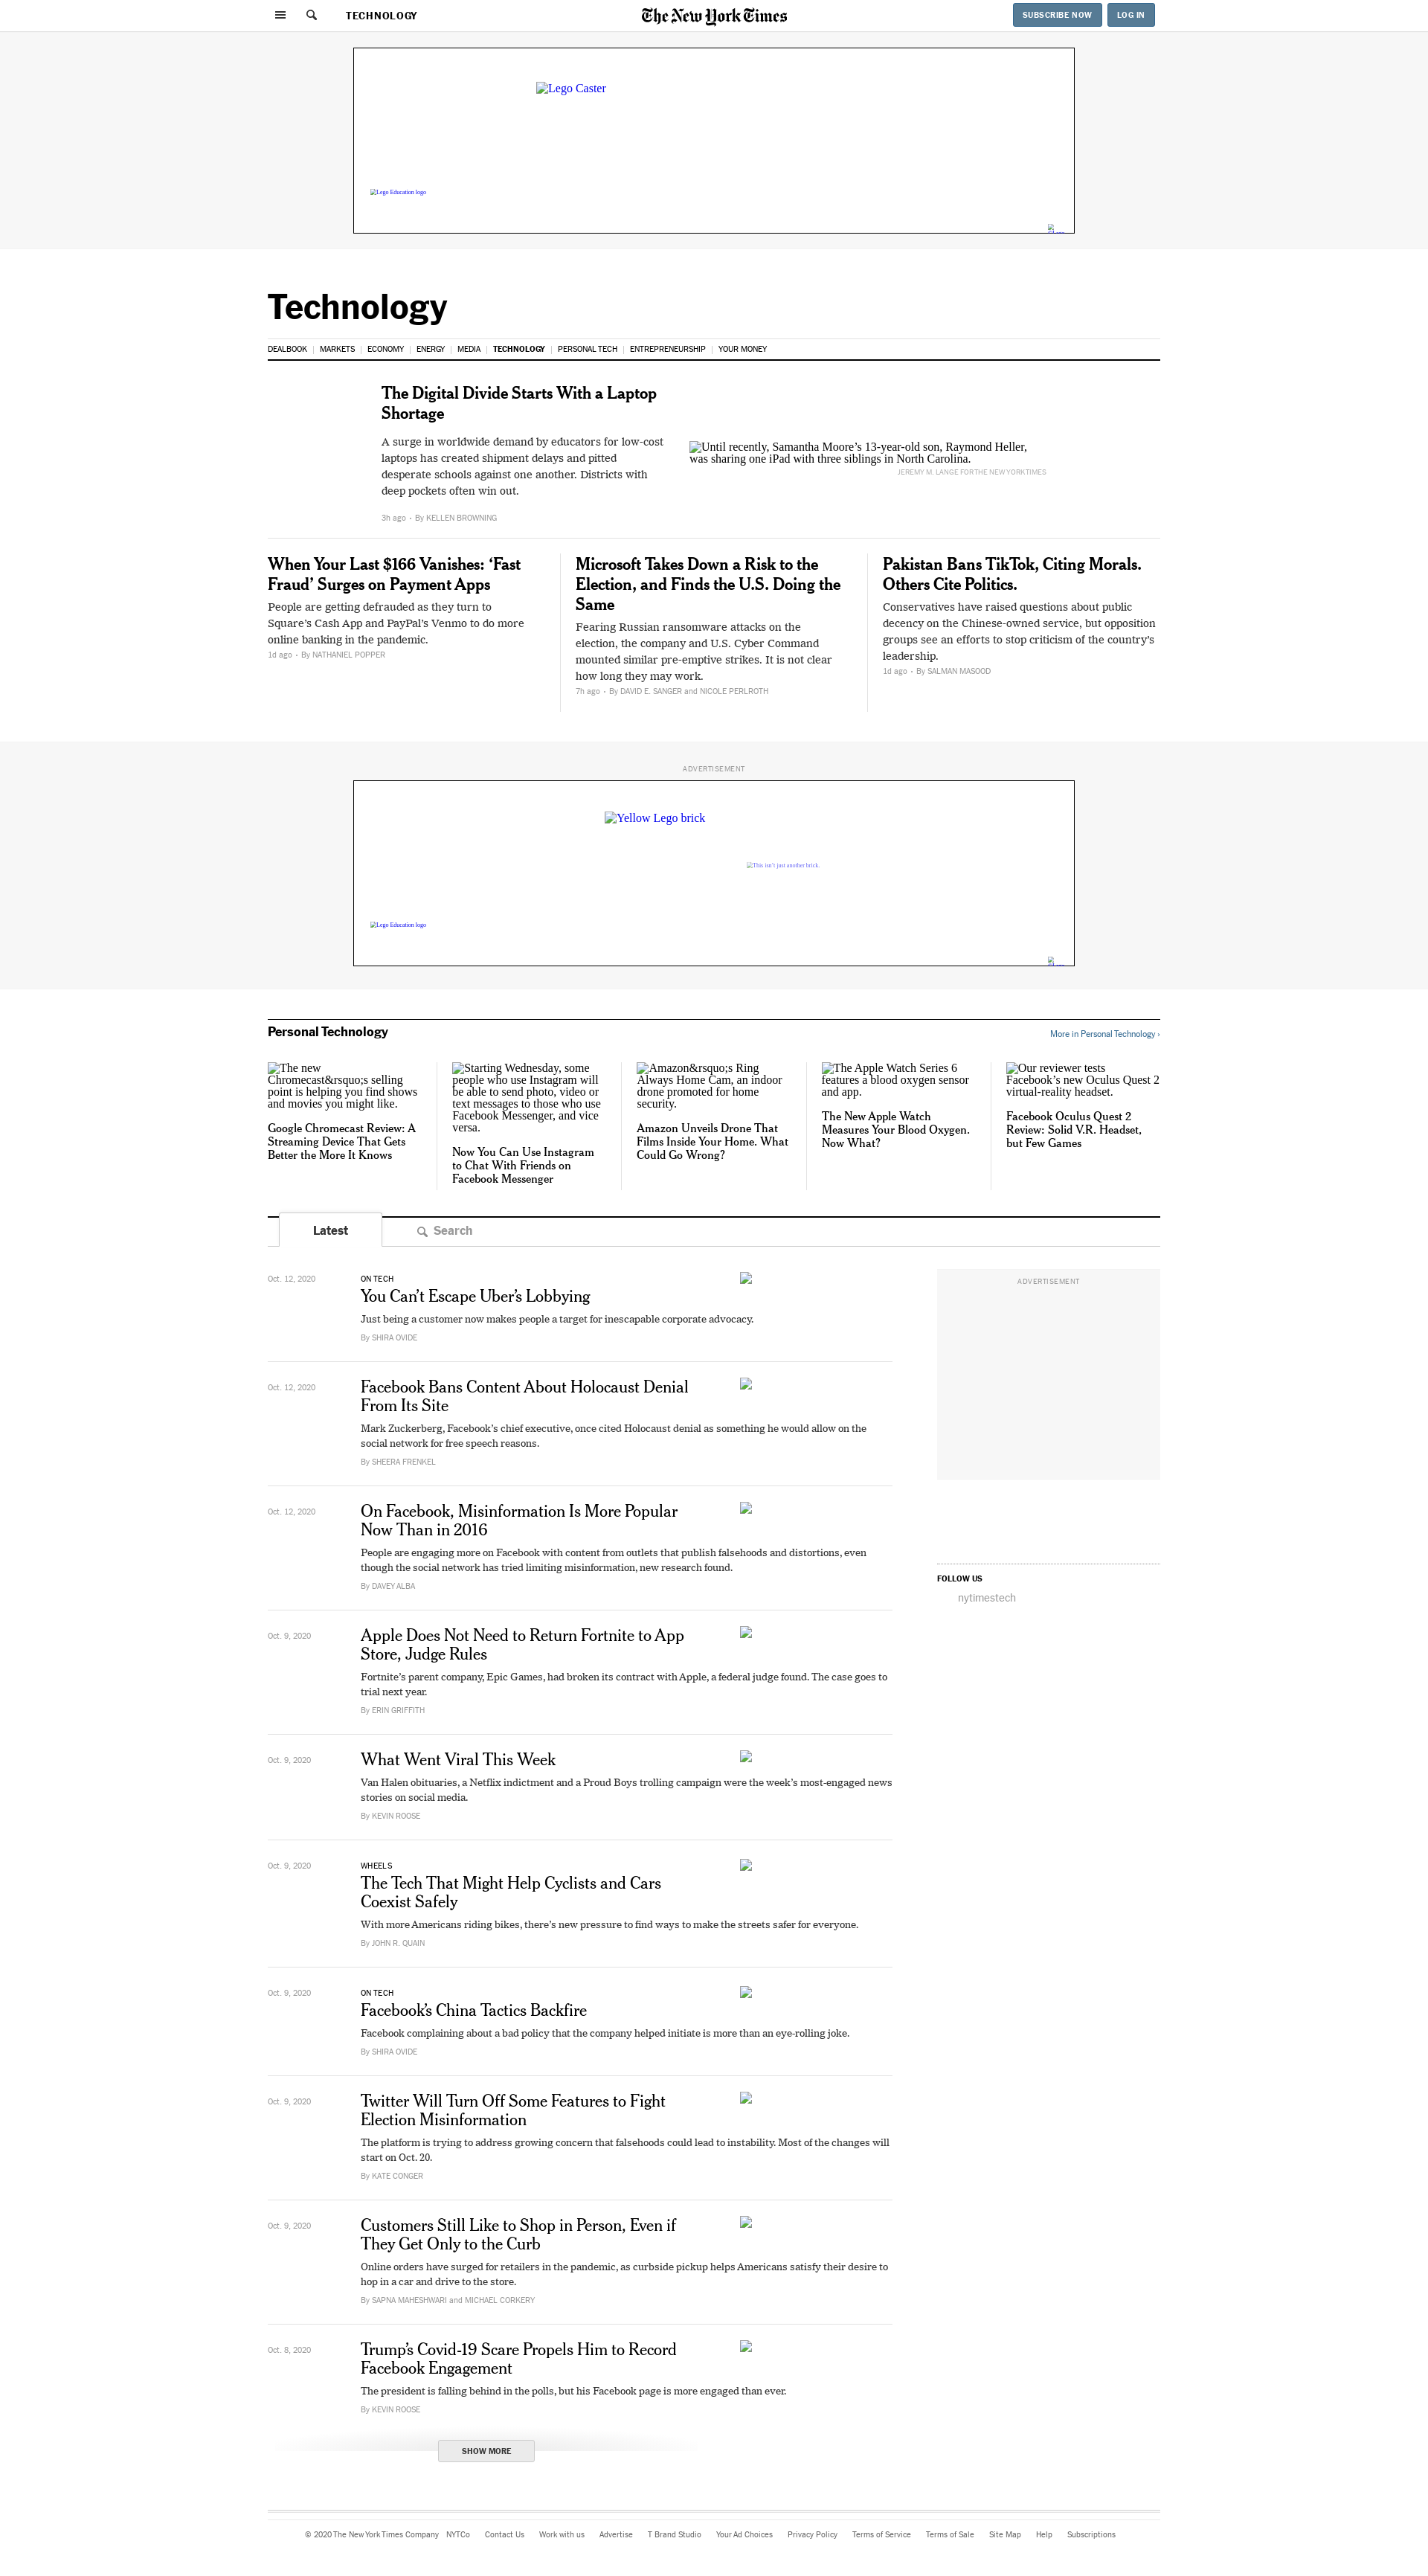 TECHNOLOGY
The New York Times
SUBSCRIBE NOW
LOG IN
Lego Caster
Lego Education logo
Technology
DEALBOOK | MARKETS | ECONOMY | ENERGY | MEDIA | TECHNOLOGY | PERSONAL TECH | ENTREPRENEURSHIP | YOUR MONEY
The Digital Divide Starts With a Laptop
Shortage
A surge in worldwide demand by educators for low-cost
laptops has created shipment delays and pitted
desperate schools against one another. Districts with
deep pockets often win out.
3h ago • By KELLEN BROWNING
Until recently, Samantha Moore’s 13-year-old son, Raymond Heller,
was sharing one iPad with three siblings in North Carolina.
JEREMY M. LANGE FOR THE NEW YORK TIMES
When Your Last $166 Vanishes: ‘Fast
Fraud’ Surges on Payment Apps
People are getting defrauded as they turn to
Square’s Cash App and PayPal’s Venmo to do more
online banking in the pandemic.
1d ago • By NATHANIEL POPPER
Microsoft Takes Down a Risk to the
Election, and Finds the U.S. Doing the
Same
Fearing Russian ransomware attacks on the
election, the company and U.S. Cyber Command
mounted similar pre-emptive strikes. It is not clear
how long they may work.
7h ago • By DAVID E. SANGER and NICOLE PERLROTH
Pakistan Bans TikTok, Citing Morals.
Others Cite Politics.
Conservatives have raised questions about public
decency on the Chinese-owned service, but opposition
groups see an efforts to stop criticism of the country’s
leadership.
1d ago • By SALMAN MASOOD
ADVERTISEMENT
Yellow Lego brick
This isn’t just another brick.
Lego Education logo
Personal Technology
More in Personal Technology ›
The new
Chromecast&rsquo;s selling
point is helping you find shows
and movies you might like.
Google Chromecast Review: A
Streaming Device That Gets
Better the More It Knows
Starting Wednesday, some
people who use Instagram will
be able to send photo, video or
text messages to those who use
Facebook Messenger, and vice
versa.
Now You Can Use Instagram
to Chat With Friends on
Facebook Messenger
Amazon&rsquo;s Ring
Always Home Cam, an indoor
drone promoted for home
security.
Amazon Unveils Drone That
Films Inside Your Home. What
Could Go Wrong?
The Apple Watch Series 6
features a blood oxygen sensor
and app.
The New Apple Watch
Measures Your Blood Oxygen.
Now What?
Our reviewer tests
Facebook’s new Oculus Quest 2
virtual-reality headset.
Facebook Oculus Quest 2
Review: Solid V.R. Headset,
but Few Games
Latest
Search
Oct. 12, 2020
ON TECH
You Can’t Escape Uber’s Lobbying
Just being a customer now makes people a target for inescapable corporate advocacy.
By SHIRA OVIDE
ADVERTISEMENT
Oct. 12, 2020
Facebook Bans Content About Holocaust Denial
From Its Site
Mark Zuckerberg, Facebook’s chief executive, once cited Holocaust denial as something he would allow on the
social network for free speech reasons.
By SHEERA FRENKEL
Oct. 12, 2020
On Facebook, Misinformation Is More Popular
Now Than in 2016
People are engaging more on Facebook with content from outlets that publish falsehoods and distortions, even
though the social network has tried limiting misinformation, new research found.
By DAVEY ALBA
FOLLOW US
nytimestech
Oct. 9, 2020
Apple Does Not Need to Return Fortnite to App
Store, Judge Rules
Fortnite’s parent company, Epic Games, had broken its contract with Apple, a federal judge found. The case goes to
trial next year.
By ERIN GRIFFITH
Oct. 9, 2020
What Went Viral This Week
Van Halen obituaries, a Netflix indictment and a Proud Boys trolling campaign were the week’s most-engaged news
stories on social media.
By KEVIN ROOSE
Oct. 9, 2020
WHEELS
The Tech That Might Help Cyclists and Cars
Coexist Safely
With more Americans riding bikes, there’s new pressure to find ways to make the streets safer for everyone.
By JOHN R. QUAIN
Oct. 9, 2020
ON TECH
Facebook’s China Tactics Backfire
Facebook complaining about a bad policy that the company helped initiate is more than an eye-rolling joke.
By SHIRA OVIDE
Oct. 9, 2020
Twitter Will Turn Off Some Features to Fight
Election Misinformation
The platform is trying to address growing concern that falsehoods could lead to instability. Most of the changes will
start on Oct. 20.
By KATE CONGER
Oct. 9, 2020
Customers Still Like to Shop in Person, Even if
They Get Only to the Curb
Online orders have surged for retailers in the pandemic, as curbside pickup helps Americans satisfy their desire to
hop in a car and drive to the store.
By SAPNA MAHESHWARI and MICHAEL CORKERY
Oct. 8, 2020
Trump’s Covid-19 Scare Propels Him to Record
Facebook Engagement
The president is falling behind in the polls, but his Facebook page is more engaged than ever.
By KEVIN ROOSE
SHOW MORE
© 2020 The New York Times Company NYTCo Contact Us Work with us Advertise T Brand Studio Your Ad Choices Privacy Policy Terms of Service Terms of Sale Site Map Help Subscriptions